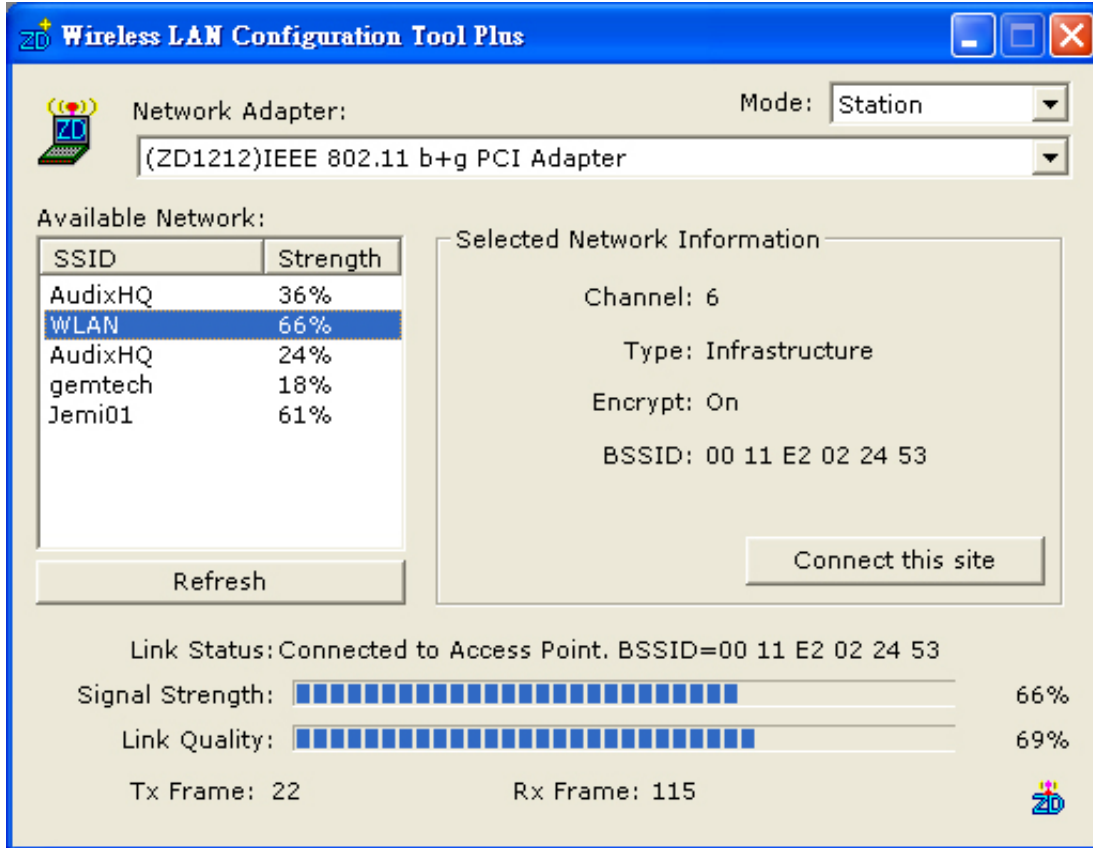 ZD Wireless LAN Configuration Tool Plus
ZD Network Adapter: Mode: Station
(ZD1212)IEEE 802.11 b+g PCI Adapter
Available Network:
SSID Strength
AudixHQ 36%
WLAN 66%
AudixHQ 24%
gemtech 18%
Jemi01 61%
Refresh
Selected Network Information
Channel: 6
Type: Infrastructure
Encrypt: On
BSSID: 00 11 E2 02 24 53
Connect this site
Link Status: Connected to Access Point. BSSID=00 11 E2 02 24 53
Signal Strength: 66%
Link Quality: 69%
Tx Frame: 22 Rx Frame: 115
ZD